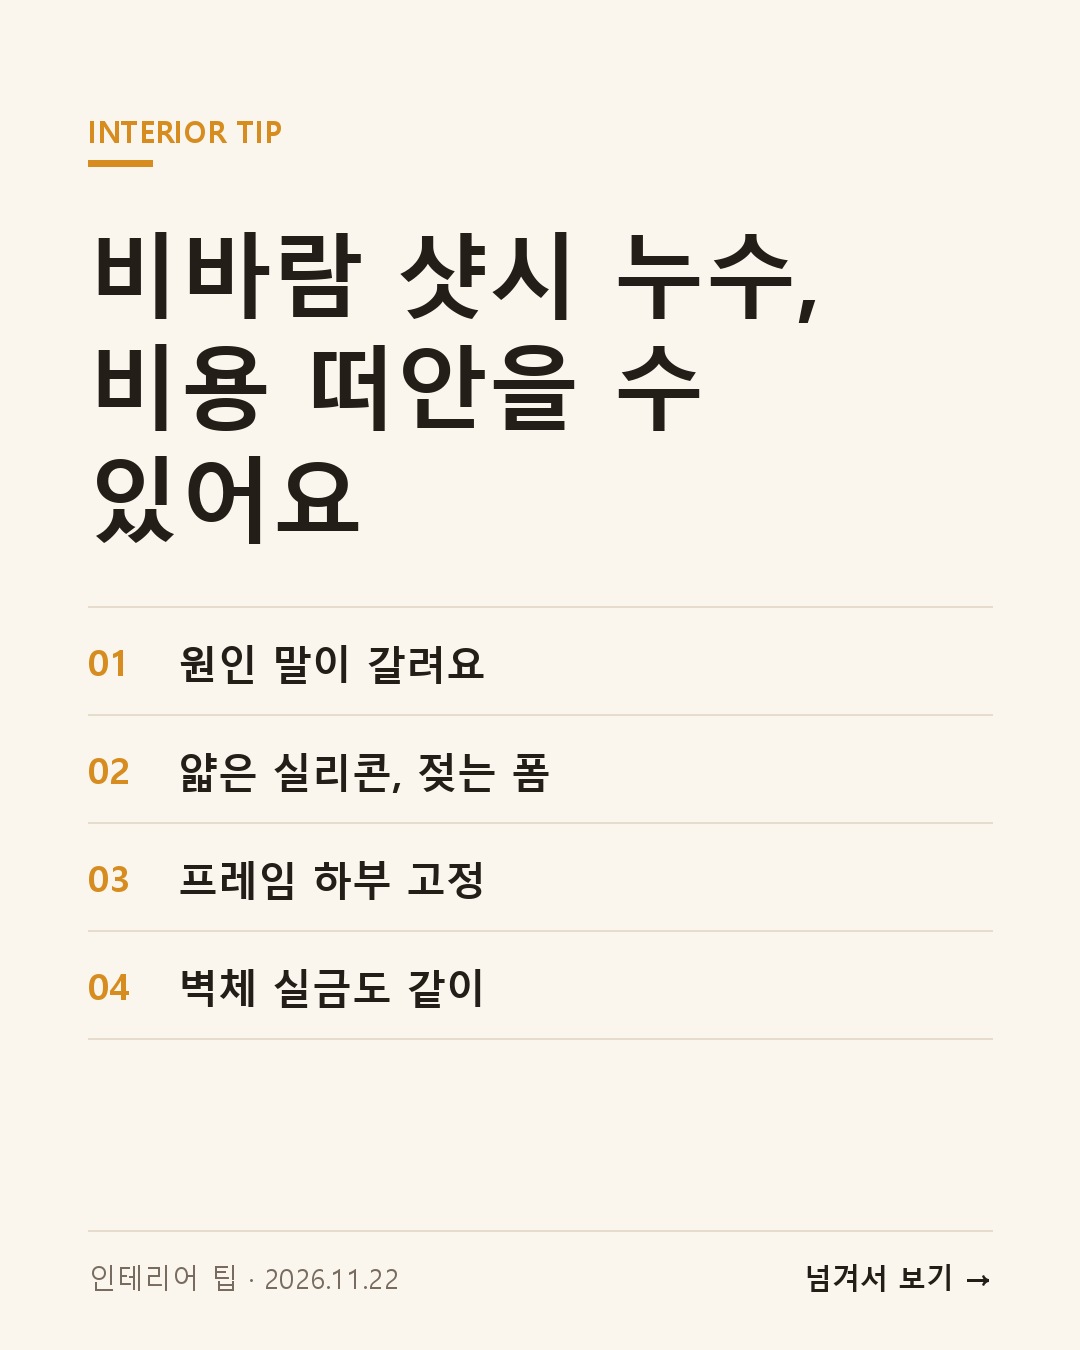 INTERIOR TIP
비바람 샷시 누수,
비용 떠안을 수
있어요
01 원인 말이 갈려요
02 얇은 실리콘, 젖는 폼
03 프레임 하부 고정
04 벽체 실금도 같이
인테리어 팁 · 2026.11.22
넘겨서 보기 →